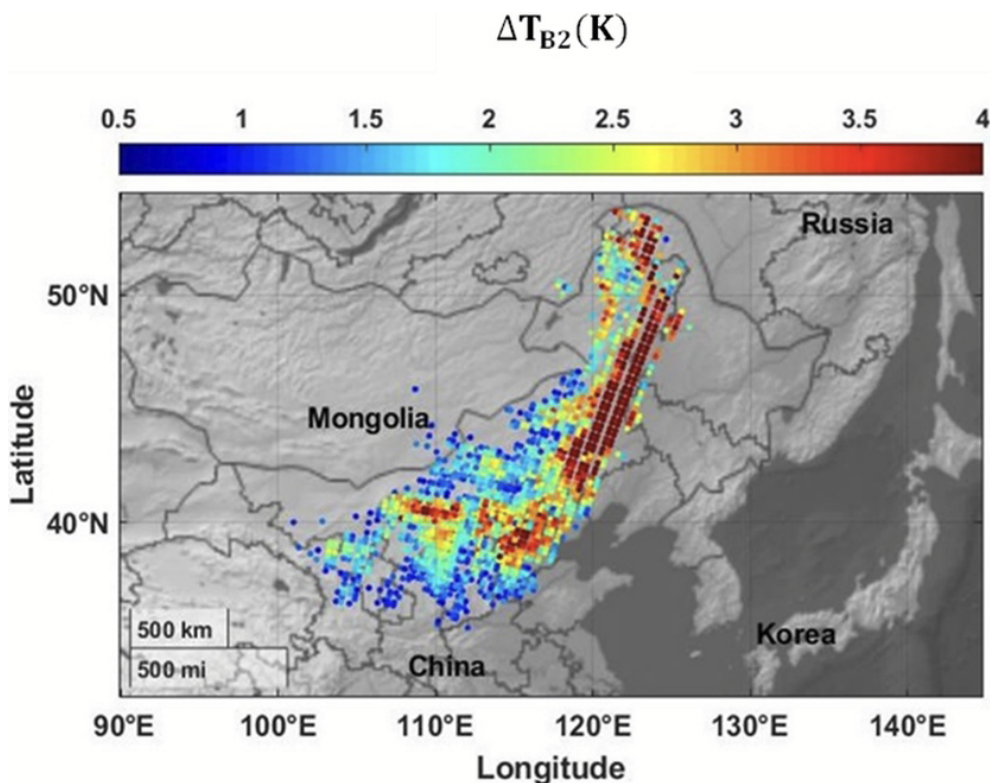 ΔT_B2(K)
0.5 1 1.5 2 2.5 3 3.5 4
Russia
50°N
Mongolia
Latitude
40°N
500 km
500 mi
Korea
China
90°E 100°E 110°E 120°E 130°E 140°E
Longitude